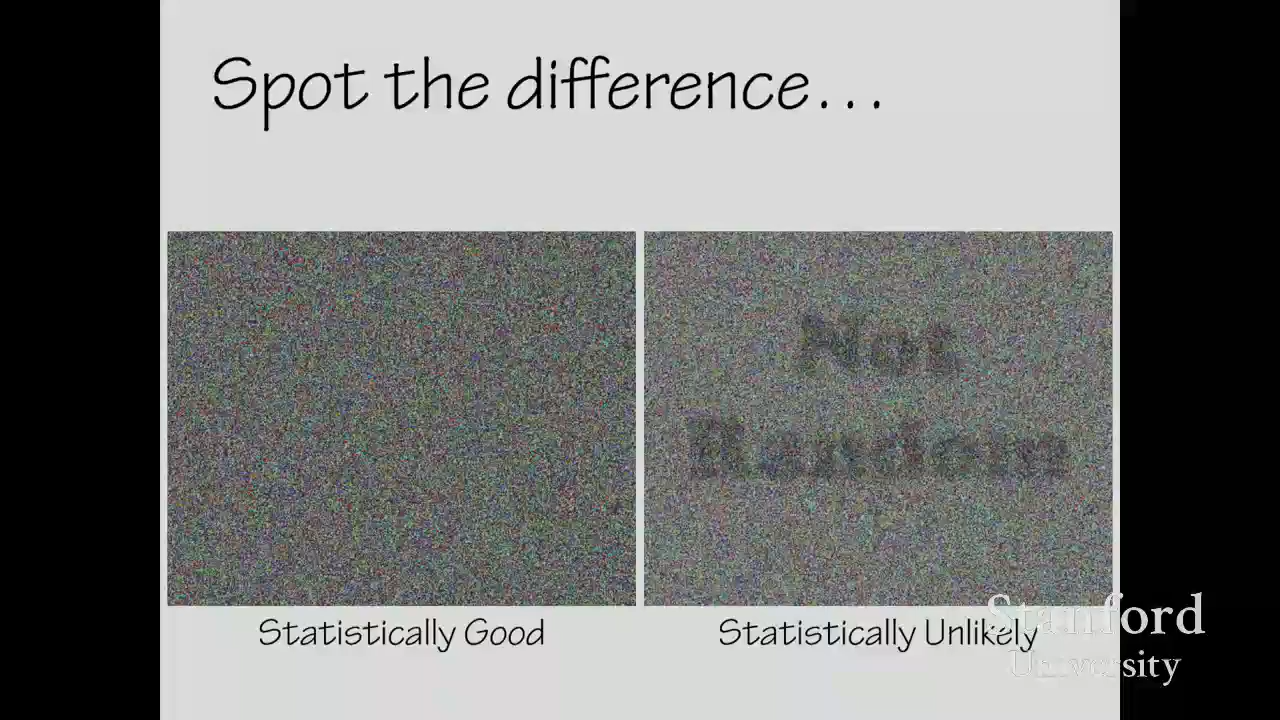 Spot the difference...
Not
Random
Statistically Good
Statistically Unlikely
Stanford
University